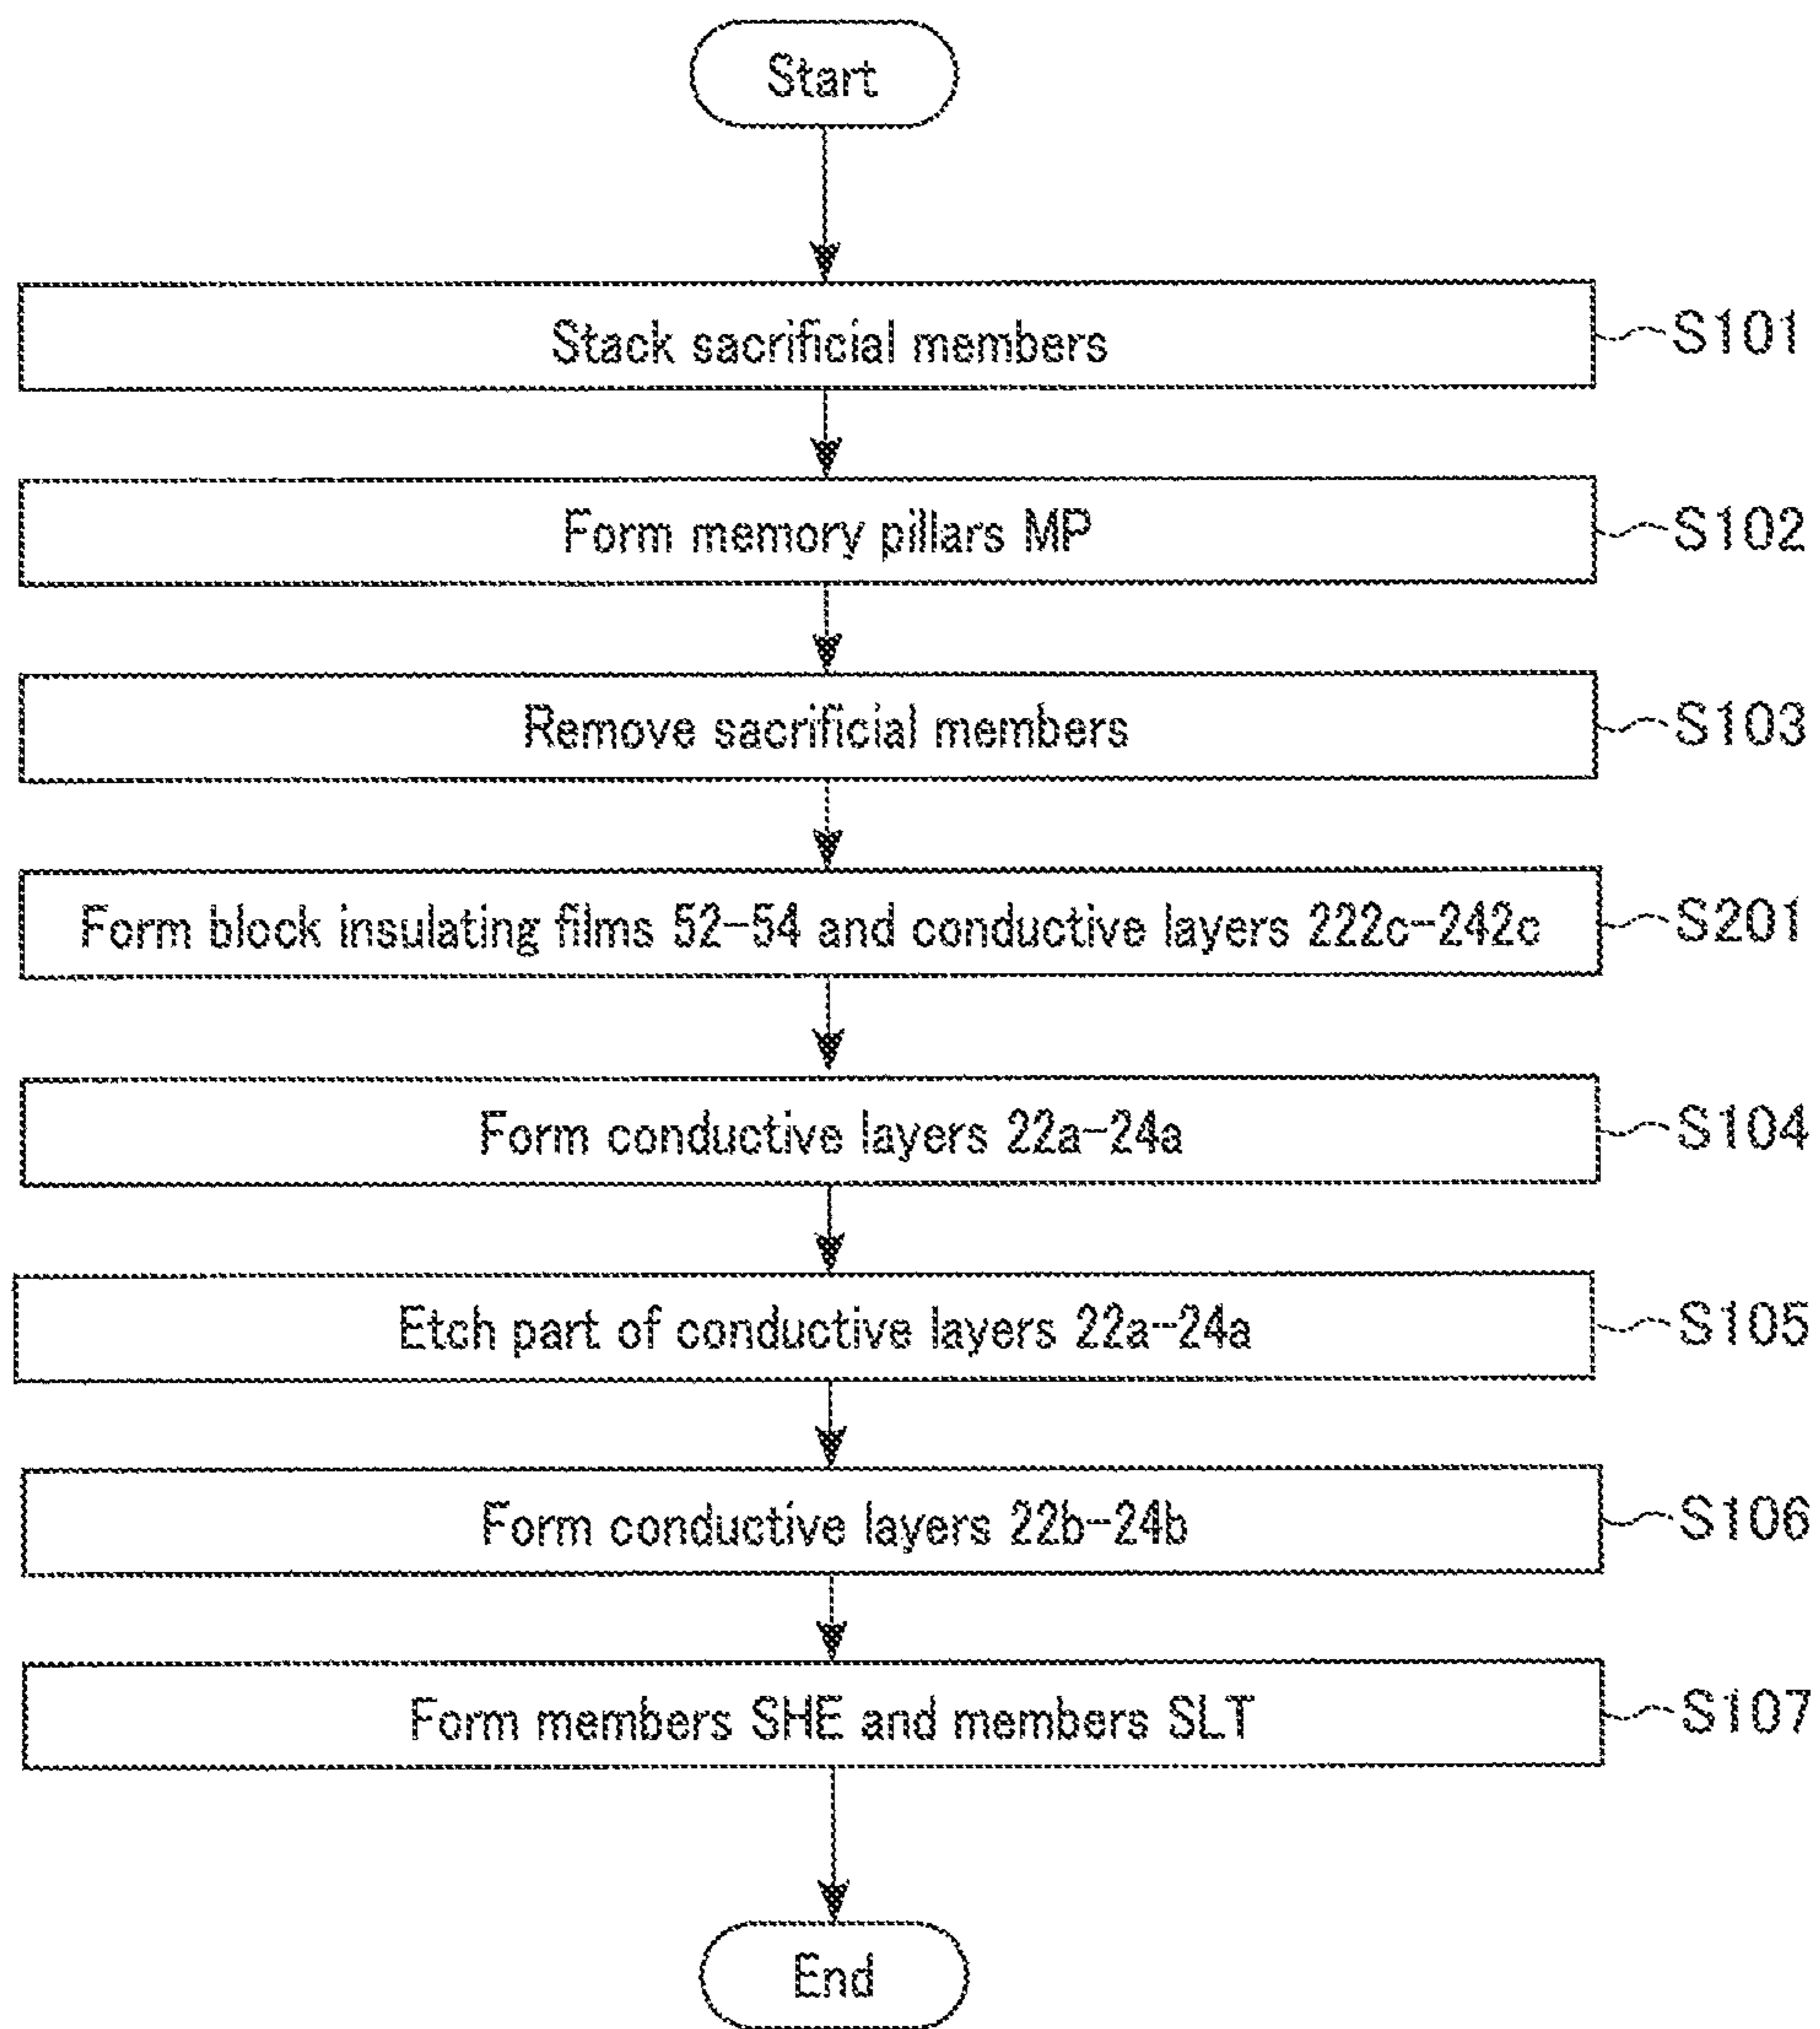 Start
Stack sacrificial members S101
Form memory pillars MP S102
Remove sacrificial members S103
Form block insulating films 52-54 and conductive layers 222c-242c S201
Form conductive layers 22a-24a S104
Etch part of conductive layers 22a-24a S105
Form conductive layers 22b-24b S106
Form members SHE and members SLT S107
End